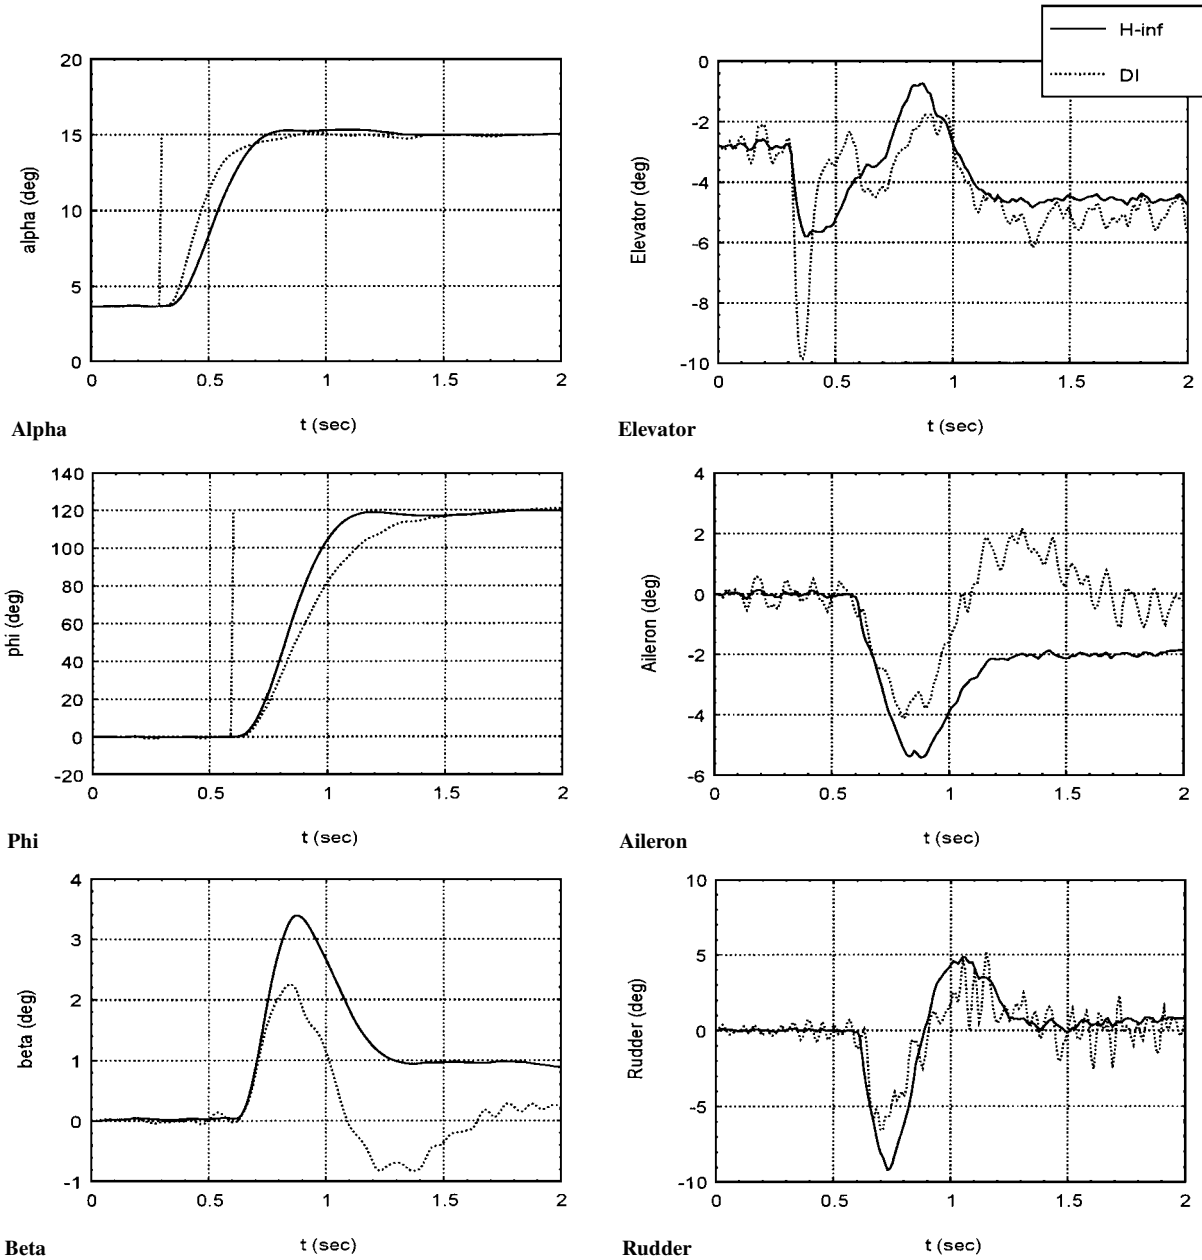 H-inf
DI
20
15
10
5
0
alpha (deg)
0 0.5 1 1.5 2
t (sec)
Alpha
0
-2
-4
-6
-8
-10
Elevator (deg)
0 0.5 1 1.5 2
t (sec)
Elevator
140
120
100
80
60
40
20
0
-20
phi (deg)
0 0.5 1 1.5 2
t (sec)
Phi
4
2
0
-2
-4
-6
Aileron (deg)
0 0.5 1 1.5 2
t (sec)
Aileron
4
3
2
1
0
-1
beta (deg)
0 0.5 1 1.5 2
t (sec)
Beta
10
5
0
-5
-10
Rudder (deg)
0 0.5 1 1.5 2
t (sec)
Rudder